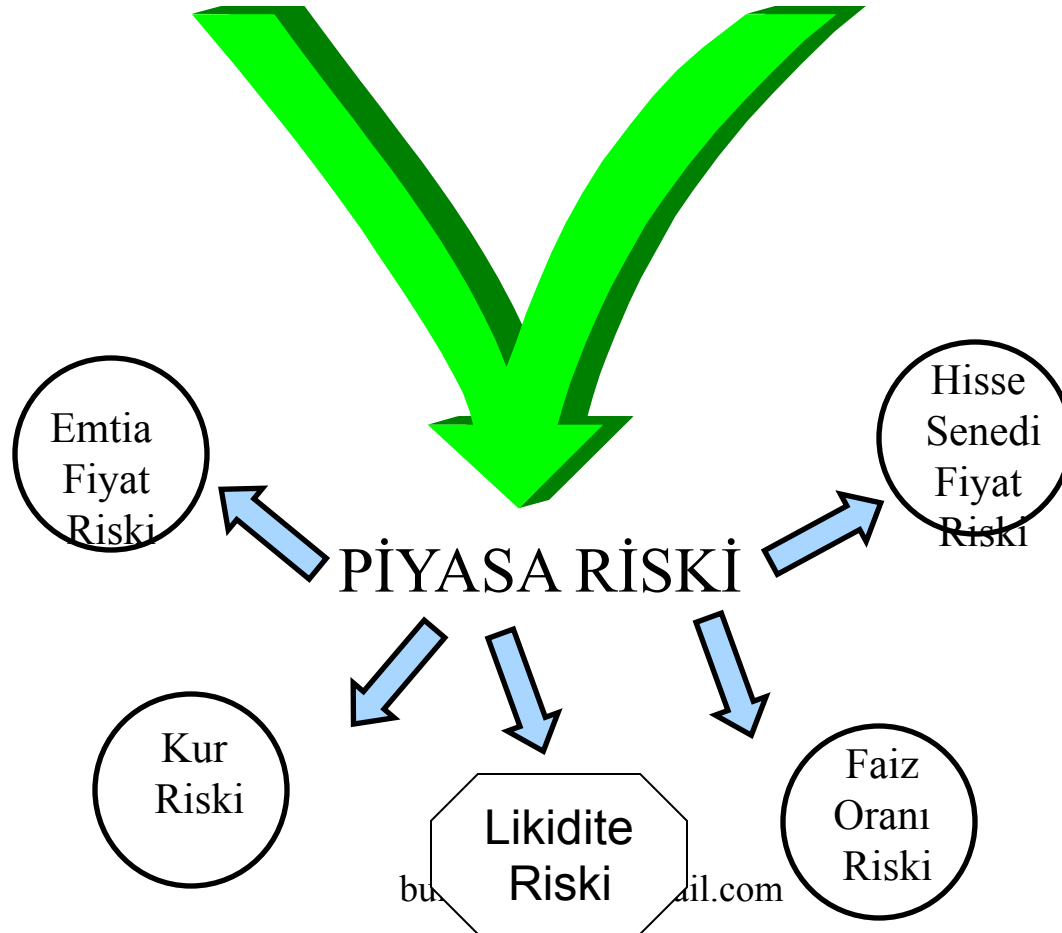 Emtia
Fiyat
Riski
Hisse
Senedi
Fiyat
Riski
PİYASA RİSKİ
Kur
Riski
Likidite
Riski
Faiz
Oranı
Riski